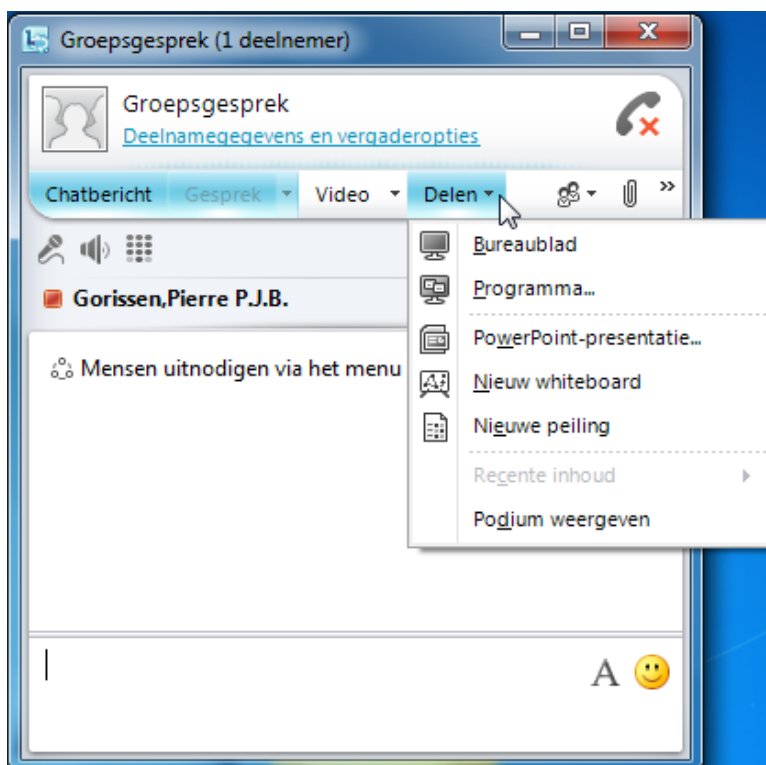 Groepsgesprek (1 deelnemer)
Groepsgesprek
Deelnamegegevens en vergaderopties
Chatbericht Gesprek Video Delen
Bureaublad
Programma...
Gorissen,Pierre P.J.B.
PowerPoint-presentatie...
Mensen uitnodigen via het menu
Nieuw whiteboard
Nieuwe peiling
Recente inhoud
Podium weergeven
A